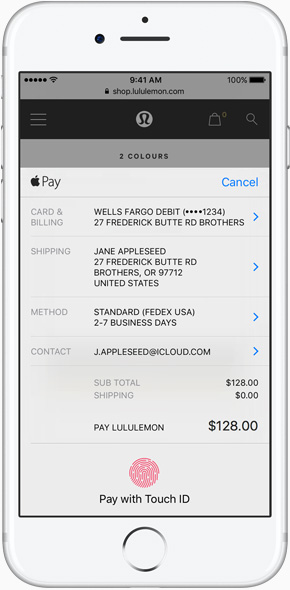 9:41 AM
100%
shop.lululemon.com
0
2 COLOURS
Pay
Cancel
CARD & BILLING
WELLS FARGO DEBIT (••••1234)
27 FREDERICK BUTTE RD BROTHERS
SHIPPING
JANE APPLESEED
27 FREDERICK BUTTE RD
BROTHERS, OR 97712
UNITED STATES
METHOD
STANDARD (FEDEX USA)
2-7 BUSINESS DAYS
CONTACT
J.APPLESEED@ICLOUD.COM
SUB TOTAL $128.00
SHIPPING $0.00
PAY LULULEMON $128.00
Pay with Touch ID